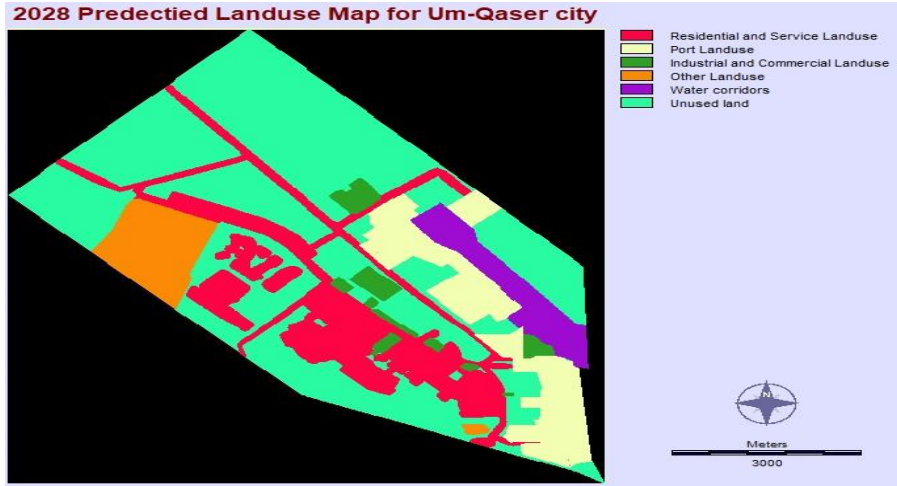 2028 Predectied Landuse Map for Um-Qaser city
Residential and Service Landuse
Port Landuse
Industrial and Commercial Landuse
Other Landuse
Water corridors
Unused land
N
Meters
3000